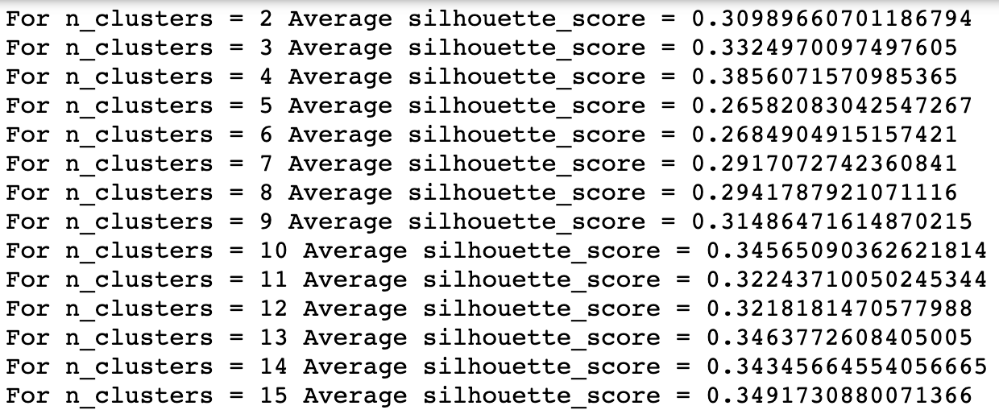 For n_clusters = 2 Average silhouette_score = 0.30989660701186794
For n_clusters = 3 Average silhouette_score = 0.3324970097497605
For n_clusters = 4 Average silhouette_score = 0.3856071570985365
For n_clusters = 5 Average silhouette_score = 0.26582083042547267
For n_clusters = 6 Average silhouette_score = 0.2684904915157421
For n_clusters = 7 Average silhouette_score = 0.2917072742360841
For n_clusters = 8 Average silhouette_score = 0.2941787921071116
For n_clusters = 9 Average silhouette_score = 0.31486471614870215
For n_clusters = 10 Average silhouette_score = 0.34565090362621814
For n_clusters = 11 Average silhouette_score = 0.32243710050245344
For n_clusters = 12 Average silhouette_score = 0.3218181470577988
For n_clusters = 13 Average silhouette_score = 0.3463772608405005
For n_clusters = 14 Average silhouette_score = 0.34345664554056665
For n_clusters = 15 Average silhouette_score = 0.3491730880071366